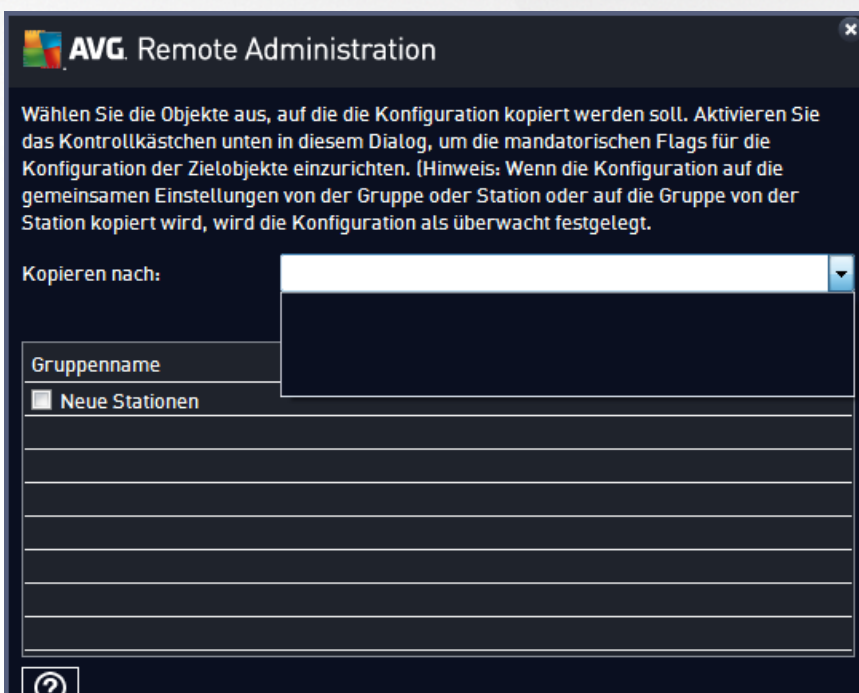 AVG. Remote Administration
Wählen Sie die Objekte aus, auf die die Konfiguration kopiert werden soll. Aktivieren Sie
das Kontrollkästchen unten in diesem Dialog, um die mandatorischen Flags für die
Konfiguration der Zielobjekte einzurichten. (Hinweis: Wenn die Konfiguration auf die
gemeinsamen Einstellungen von der Gruppe oder Station oder auf die Gruppe von der
Station kopiert wird, wird die Konfiguration als überwacht festgelegt.
Kopieren nach:
Gruppenname
Neue Stationen